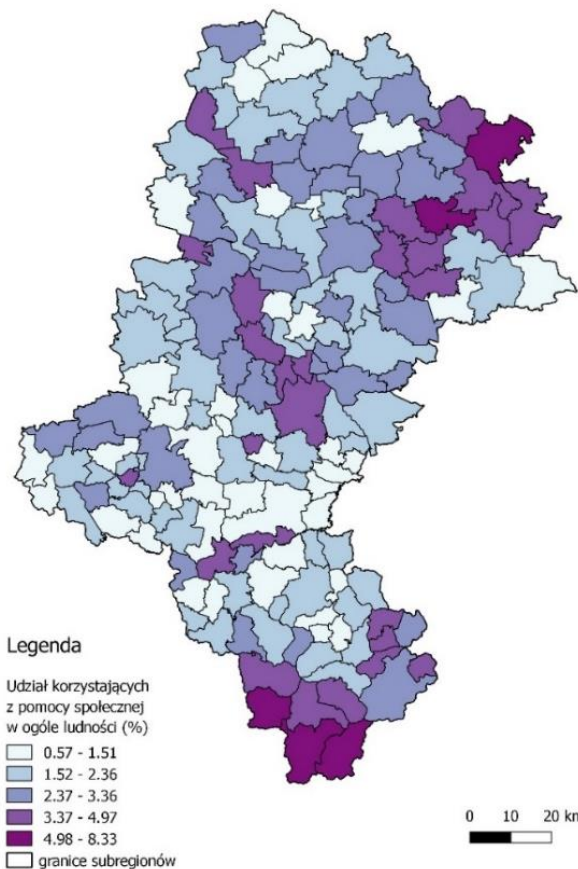 Legenda
Udział korzystających
z pomocy społecznej
w ogóle ludności (%)
0.57 - 1.51
1.52 - 2.36
2.37 - 3.36
3.37 - 4.97
4.98 - 8.33
granice subregionów
0 10 20 km